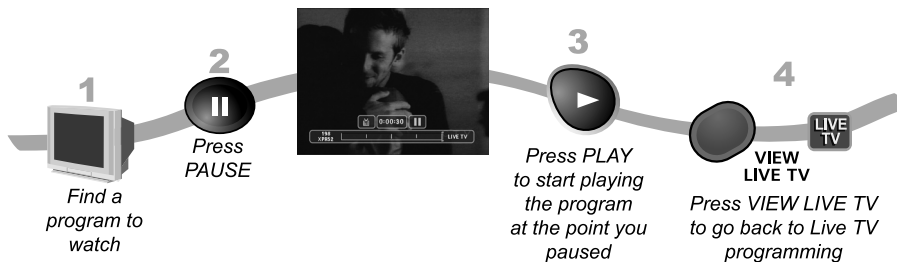 1
Find a
program to
watch
2
Press
PAUSE
0:00:30
198
XPRS2
LIVE TV
3
Press PLAY
to start playing
the program
at the point you
paused
4
VIEW
LIVE TV
LIVE
TV
Press VIEW LIVE TV
to go back to Live TV
programming